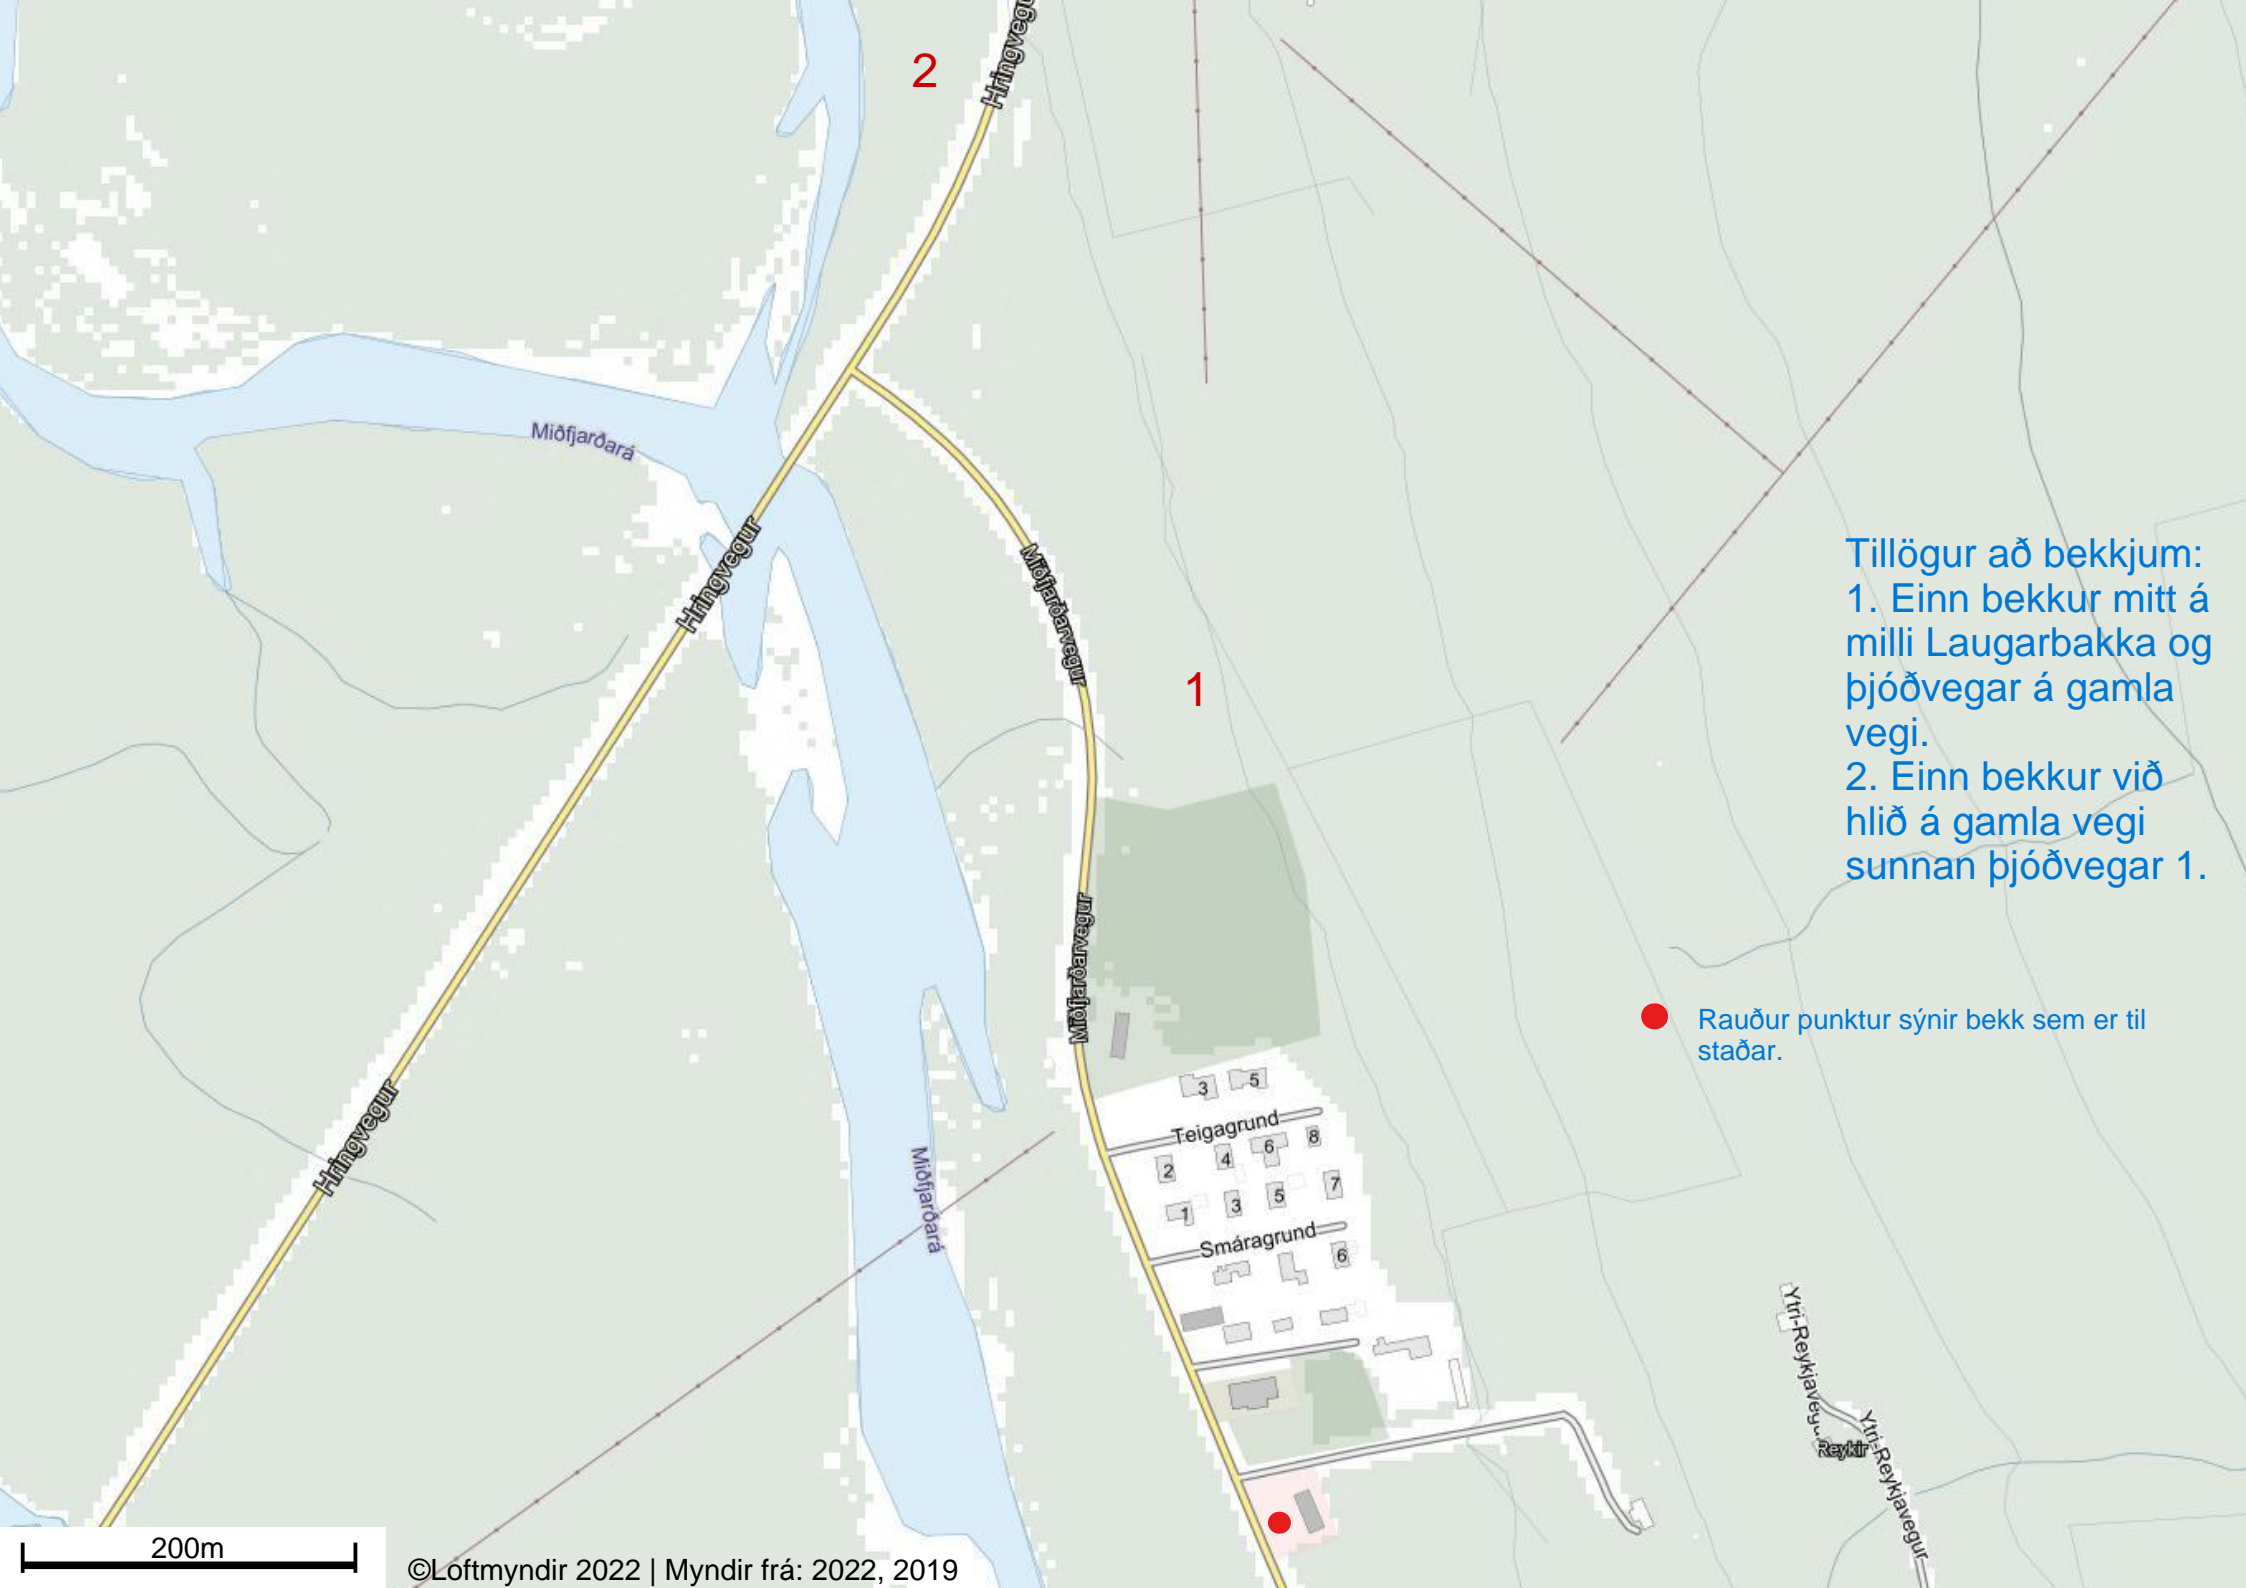 Hringvegur
2
Miðfjarðará
Hringvegur
Miðfjarðarvegur
Tillögur að bekkjum:
1. Einn bekkur mitt á
milli Laugarbakka og
þjóðvegar á gamla
vegi.
2. Einn bekkur við
hlið á gamla vegi
sunnan þjóðvegar 1.
1
Miðfjarðarvegur
Rauður punktur sýnir bekk sem er til
staðar.
3
5
Teigagrund
2
4
6
8
1
3
5
7
Smáragrund
6
Hringvegur
Miðfjarðará
Ytri-Reykjavegur
Reykir
Ytri-Reykjavegur
200m
©Loftmyndir 2022 | Myndir frá: 2022, 2019